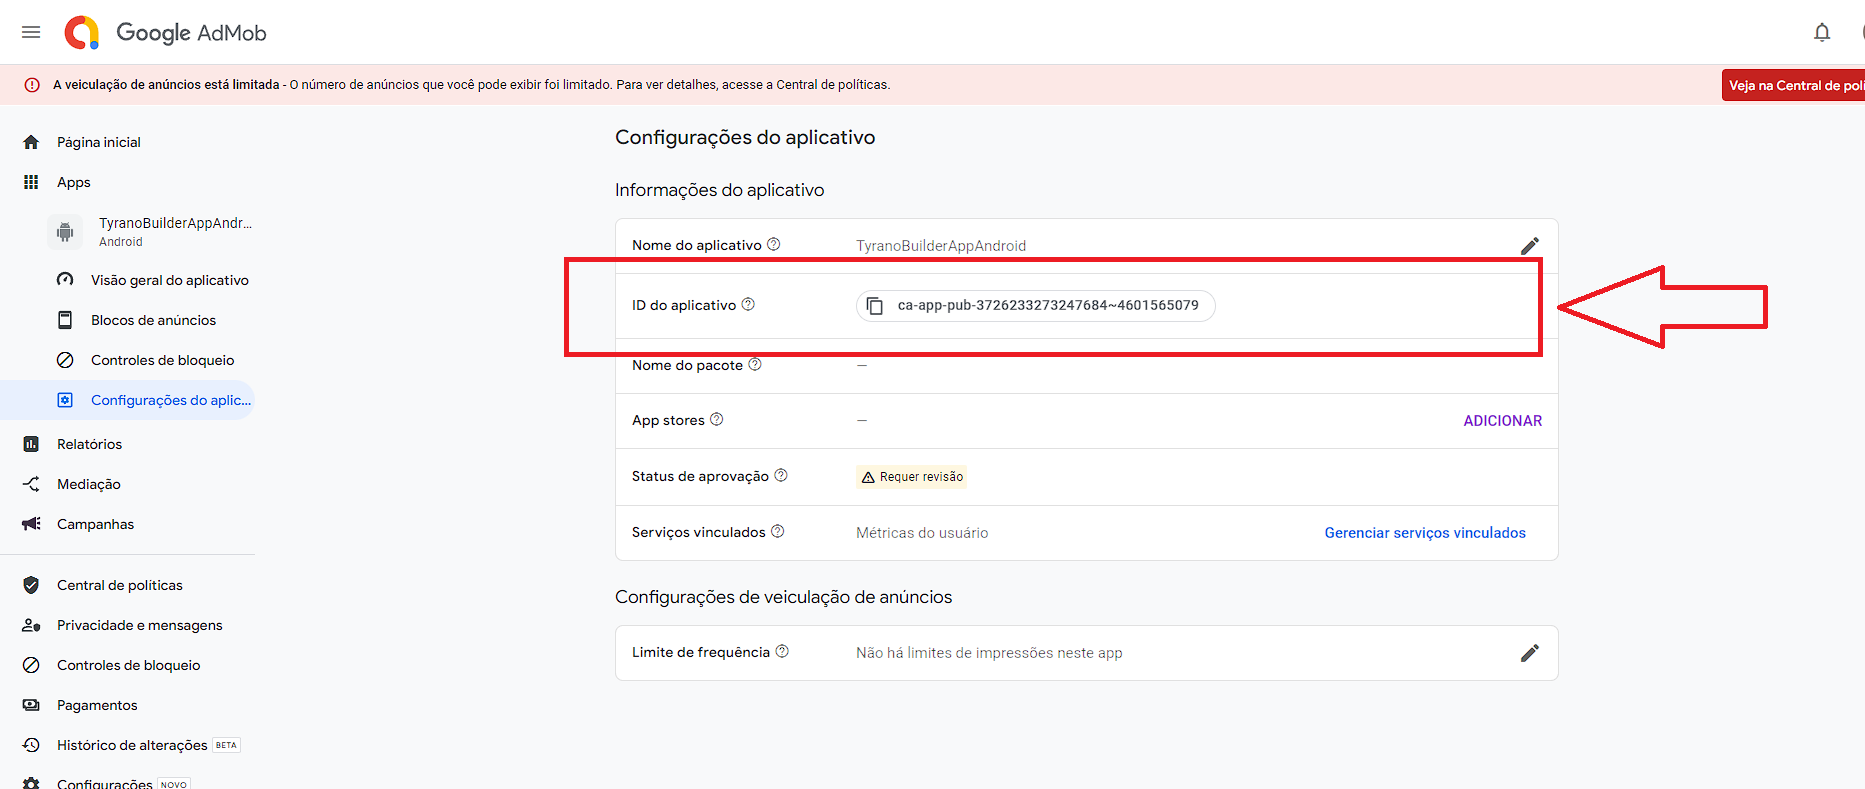 Google AdMob
A veiculação de anúncios está limitada - O número de anúncios que você pode exibir foi limitado. Para ver detalhes, acesse a Central de políticas.
Veja na Central de polí
Página inicial
Apps
TyranoBuilderAppAndr...
Android
Visão geral do aplicativo
Blocos de anúncios
Controles de bloqueio
Configurações do aplic...
Relatórios
Mediação
Campanhas
Central de políticas
Privacidade e mensagens
Controles de bloqueio
Pagamentos
Histórico de alterações BETA
Configurações NOVO
Configurações do aplicativo
Informações do aplicativo
Nome do aplicativo TyranoBuilderAppAndroid
ID do aplicativo ca-app-pub-3726233273247684~4601565079
Nome do pacote —
App stores — ADICIONAR
Status de aprovação Requer revisão
Serviços vinculados Métricas do usuário Gerenciar serviços vinculados
Configurações de veiculação de anúncios
Limite de frequência Não há limites de impressões neste app